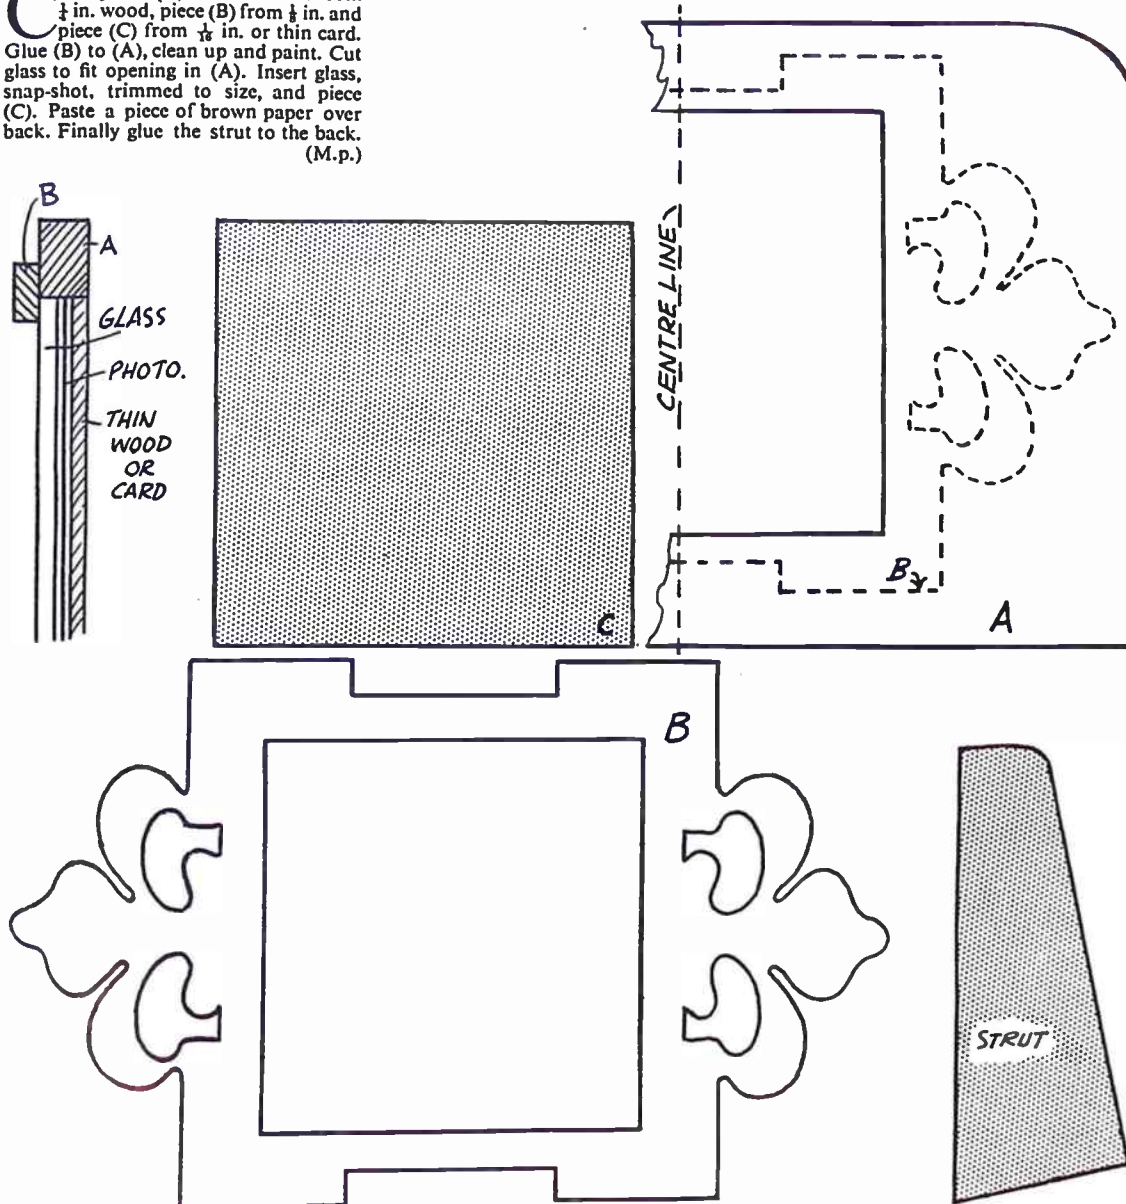 C
¼ in. wood, piece (B) from ⅛ in. and
piece (C) from 1/16 in. or thin card.
Glue (B) to (A), clean up and paint. Cut
glass to fit opening in (A). Insert glass,
snap-shot, trimmed to size, and piece
(C). Paste a piece of brown paper over
back. Finally glue the strut to the back.
(M.p.)
B
A
GLASS
PHOTO.
THIN
WOOD
OR
CARD
C
CENTRE LINE
B
A
B
STRUT